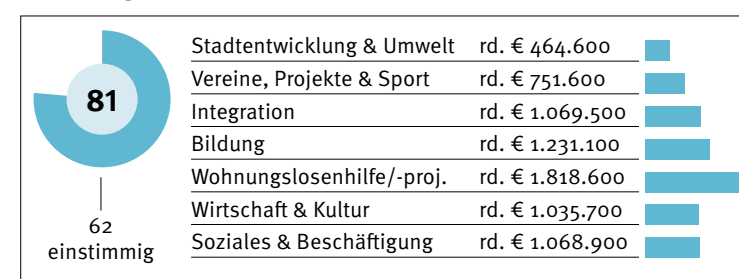 81
62
einstimmig
Stadtentwicklung & Umwelt rd. € 464.600
Vereine, Projekte & Sport rd. € 751.600
Integration rd. € 1.069.500
Bildung rd. € 1.231.100
Wohnungslosenhilfe/-proj. rd. € 1.818.600
Wirtschaft & Kultur rd. € 1.035.700
Soziales & Beschäftigung rd. € 1.068.900